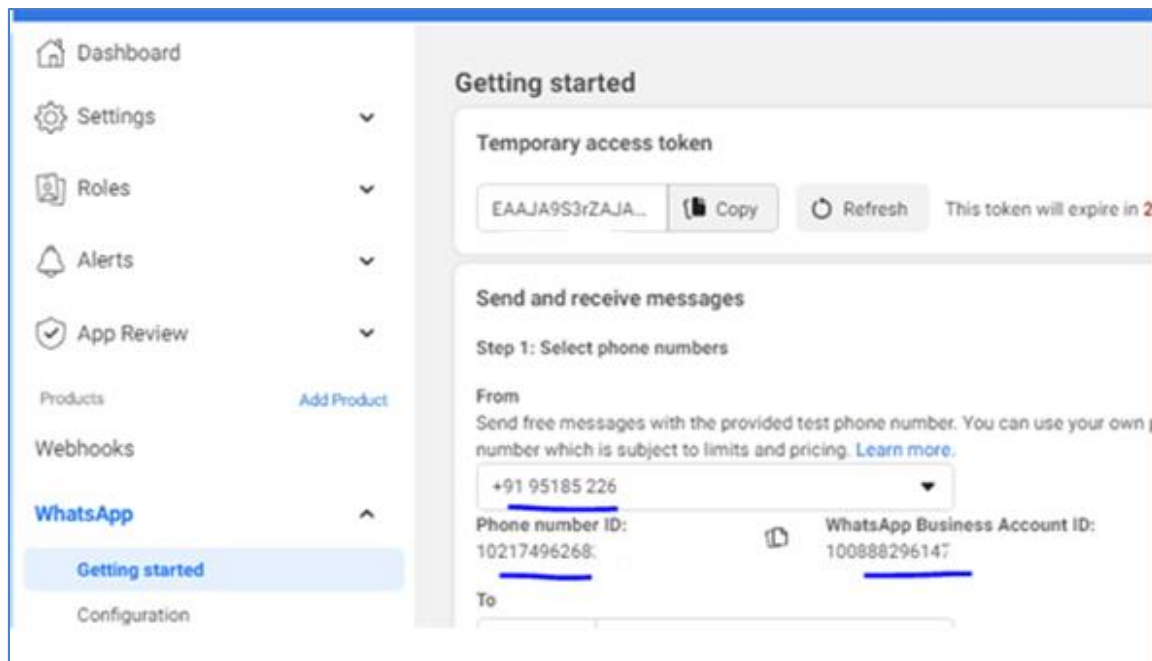 Dashboard
Settings
Roles
Alerts
App Review
Products Add Product
Webhooks
WhatsApp
Getting started
Configuration
Getting started
Temporary access token
EAAJA9S3rZAJA... Copy Refresh This token will expire in 2
Send and receive messages
Step 1: Select phone numbers
From
Send free messages with the provided test phone number. You can use your own
number which is subject to limits and pricing. Learn more.
+91 95185 226
Phone number ID: WhatsApp Business Account ID:
10217496268 100888296147
To